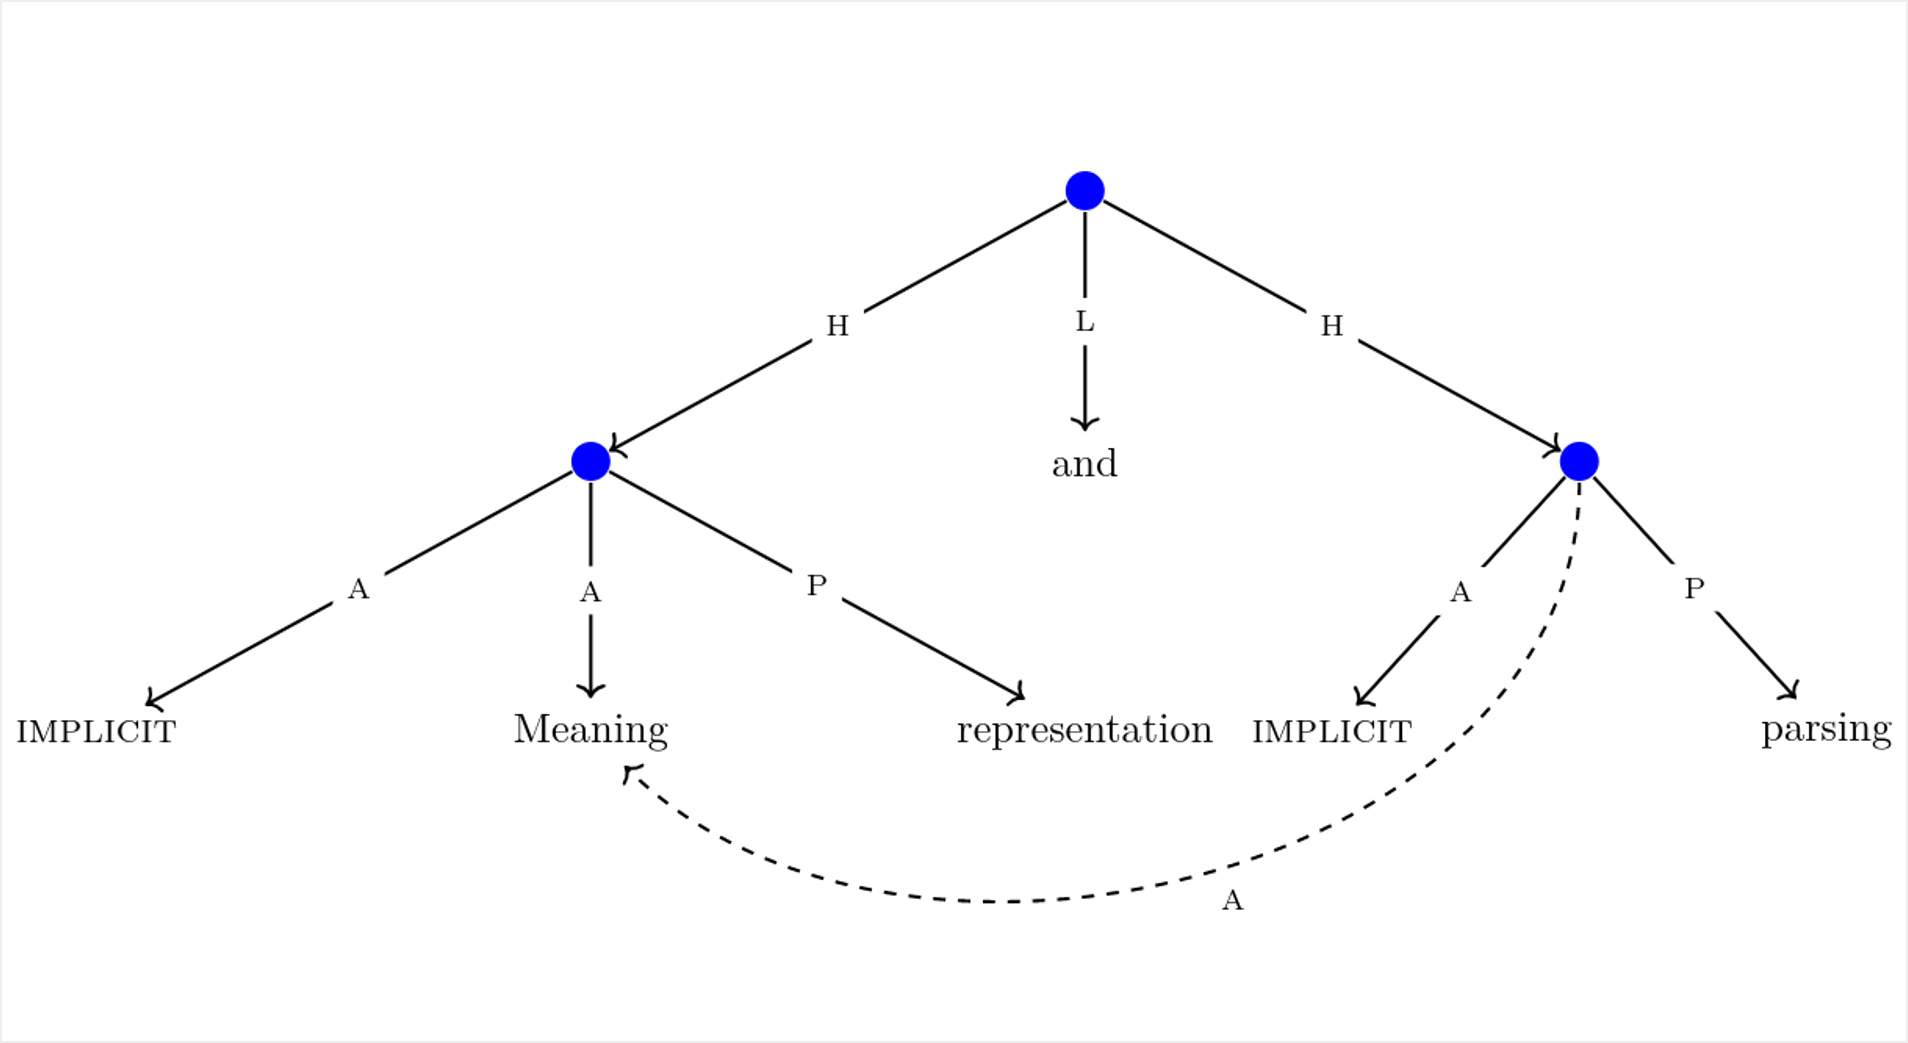 H L H
and
A A P A P
IMPLICIT Meaning representation IMPLICIT parsing
A